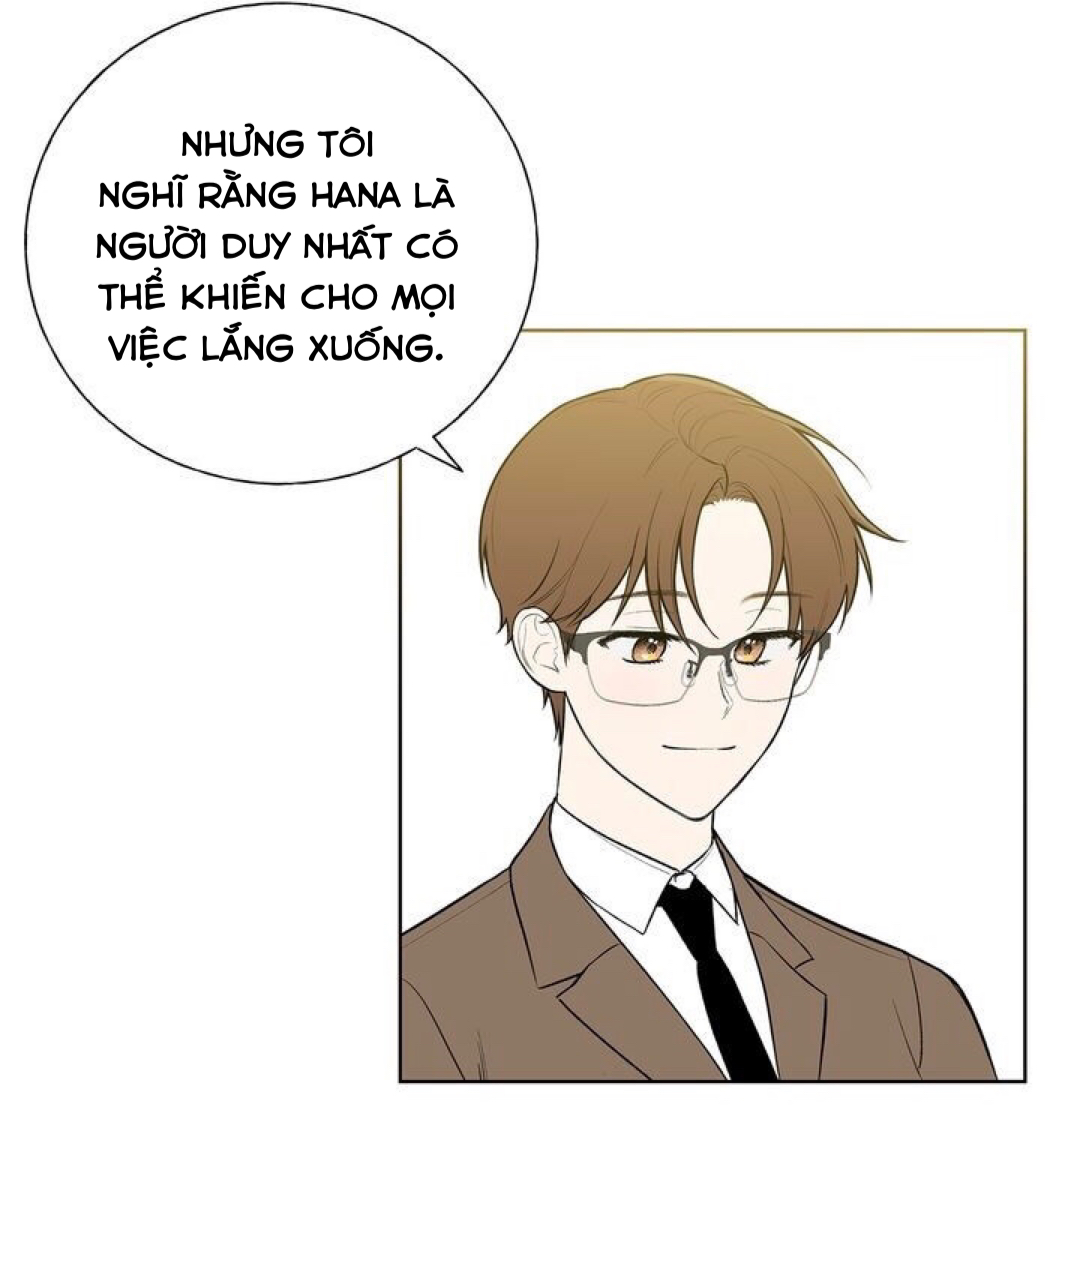 NHƯNG TÔI
NGHĨ RẰNG HANA LÀ
NGƯỜI DUY NHẤT CÓ
THỂ KHIẾN CHO MỌI
VIỆC LẮNG XUỐNG.